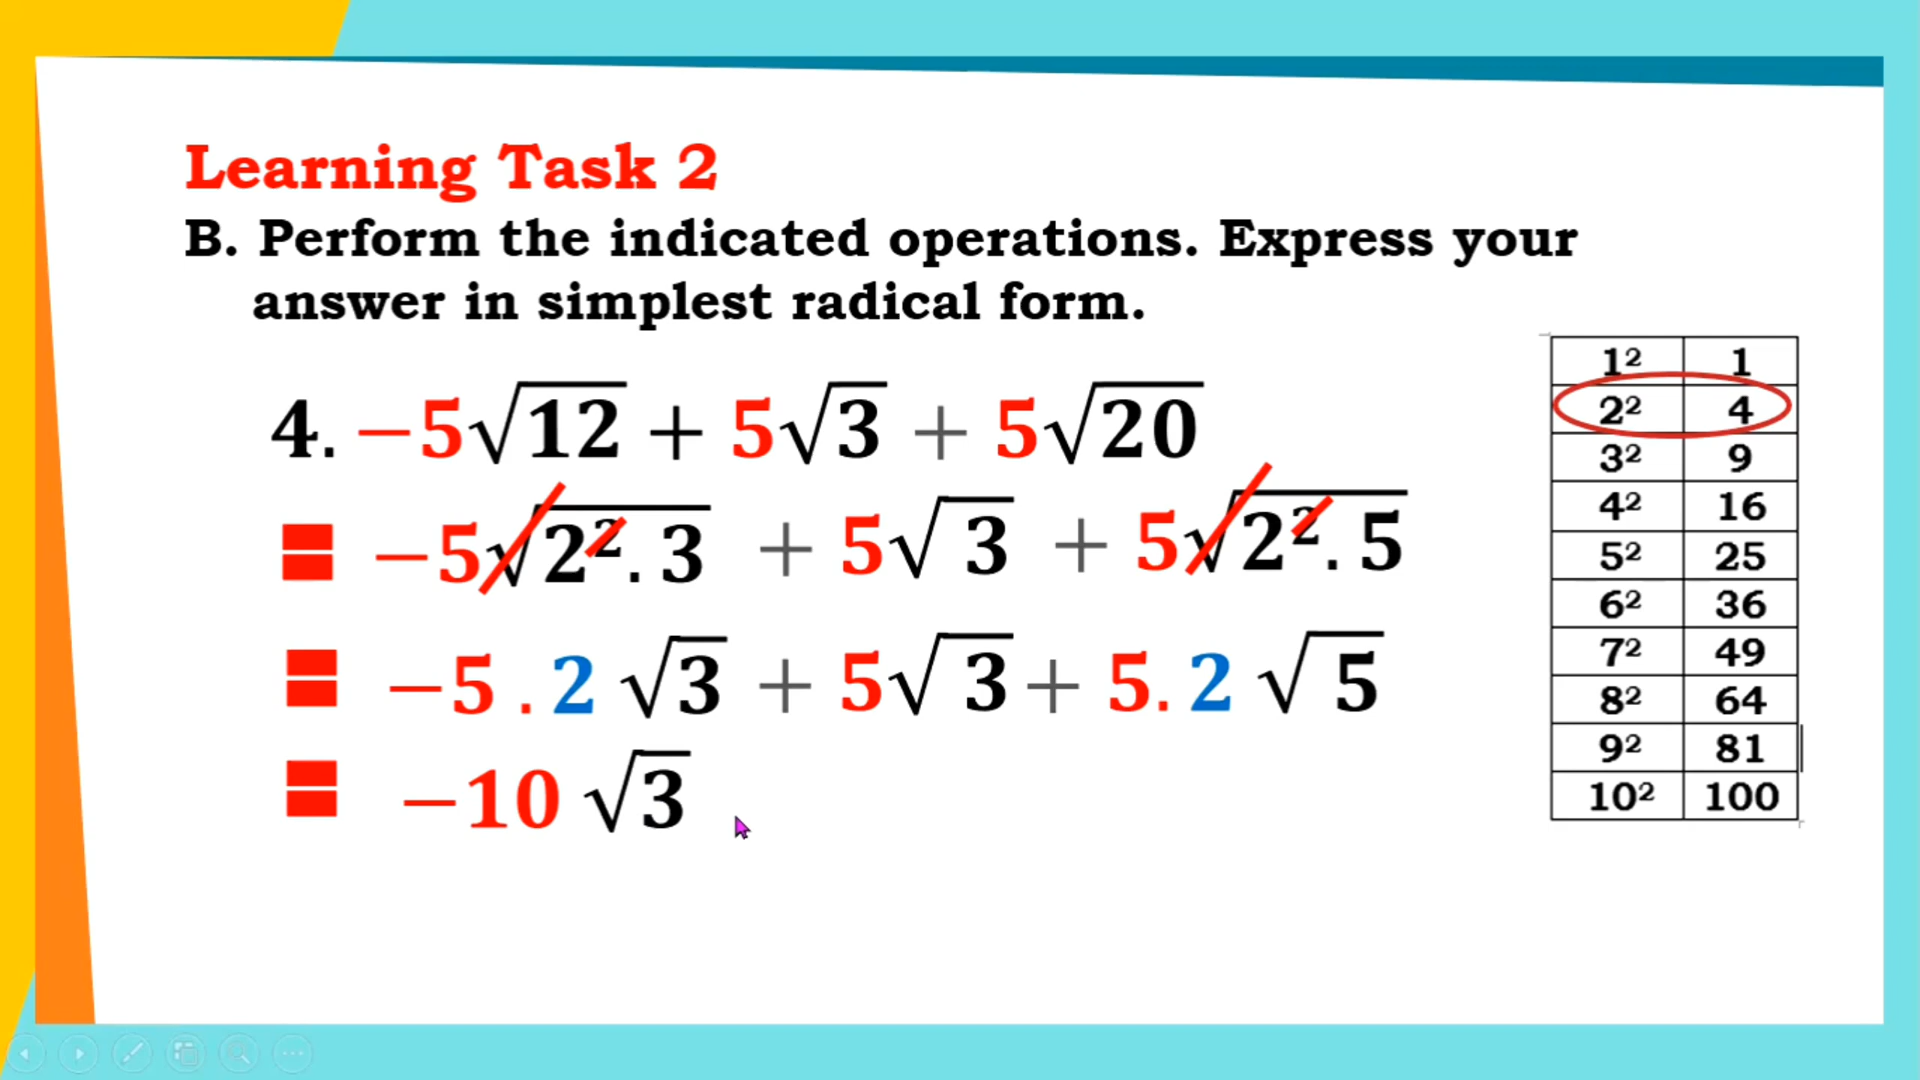 Learning Task 2
B. Perform the indicated operations. Express your
answer in simplest radical form.
4. −5√12 + 5√3 + 5√20
= −5√2².3 + 5√3 + 5√2².5
= −5 . 2 √3 + 5√3 + 5. 2 √5
= −10 √3
1² 1
2² 4
3² 9
4² 16
5² 25
6² 36
7² 49
8² 64
9² 81
10² 100